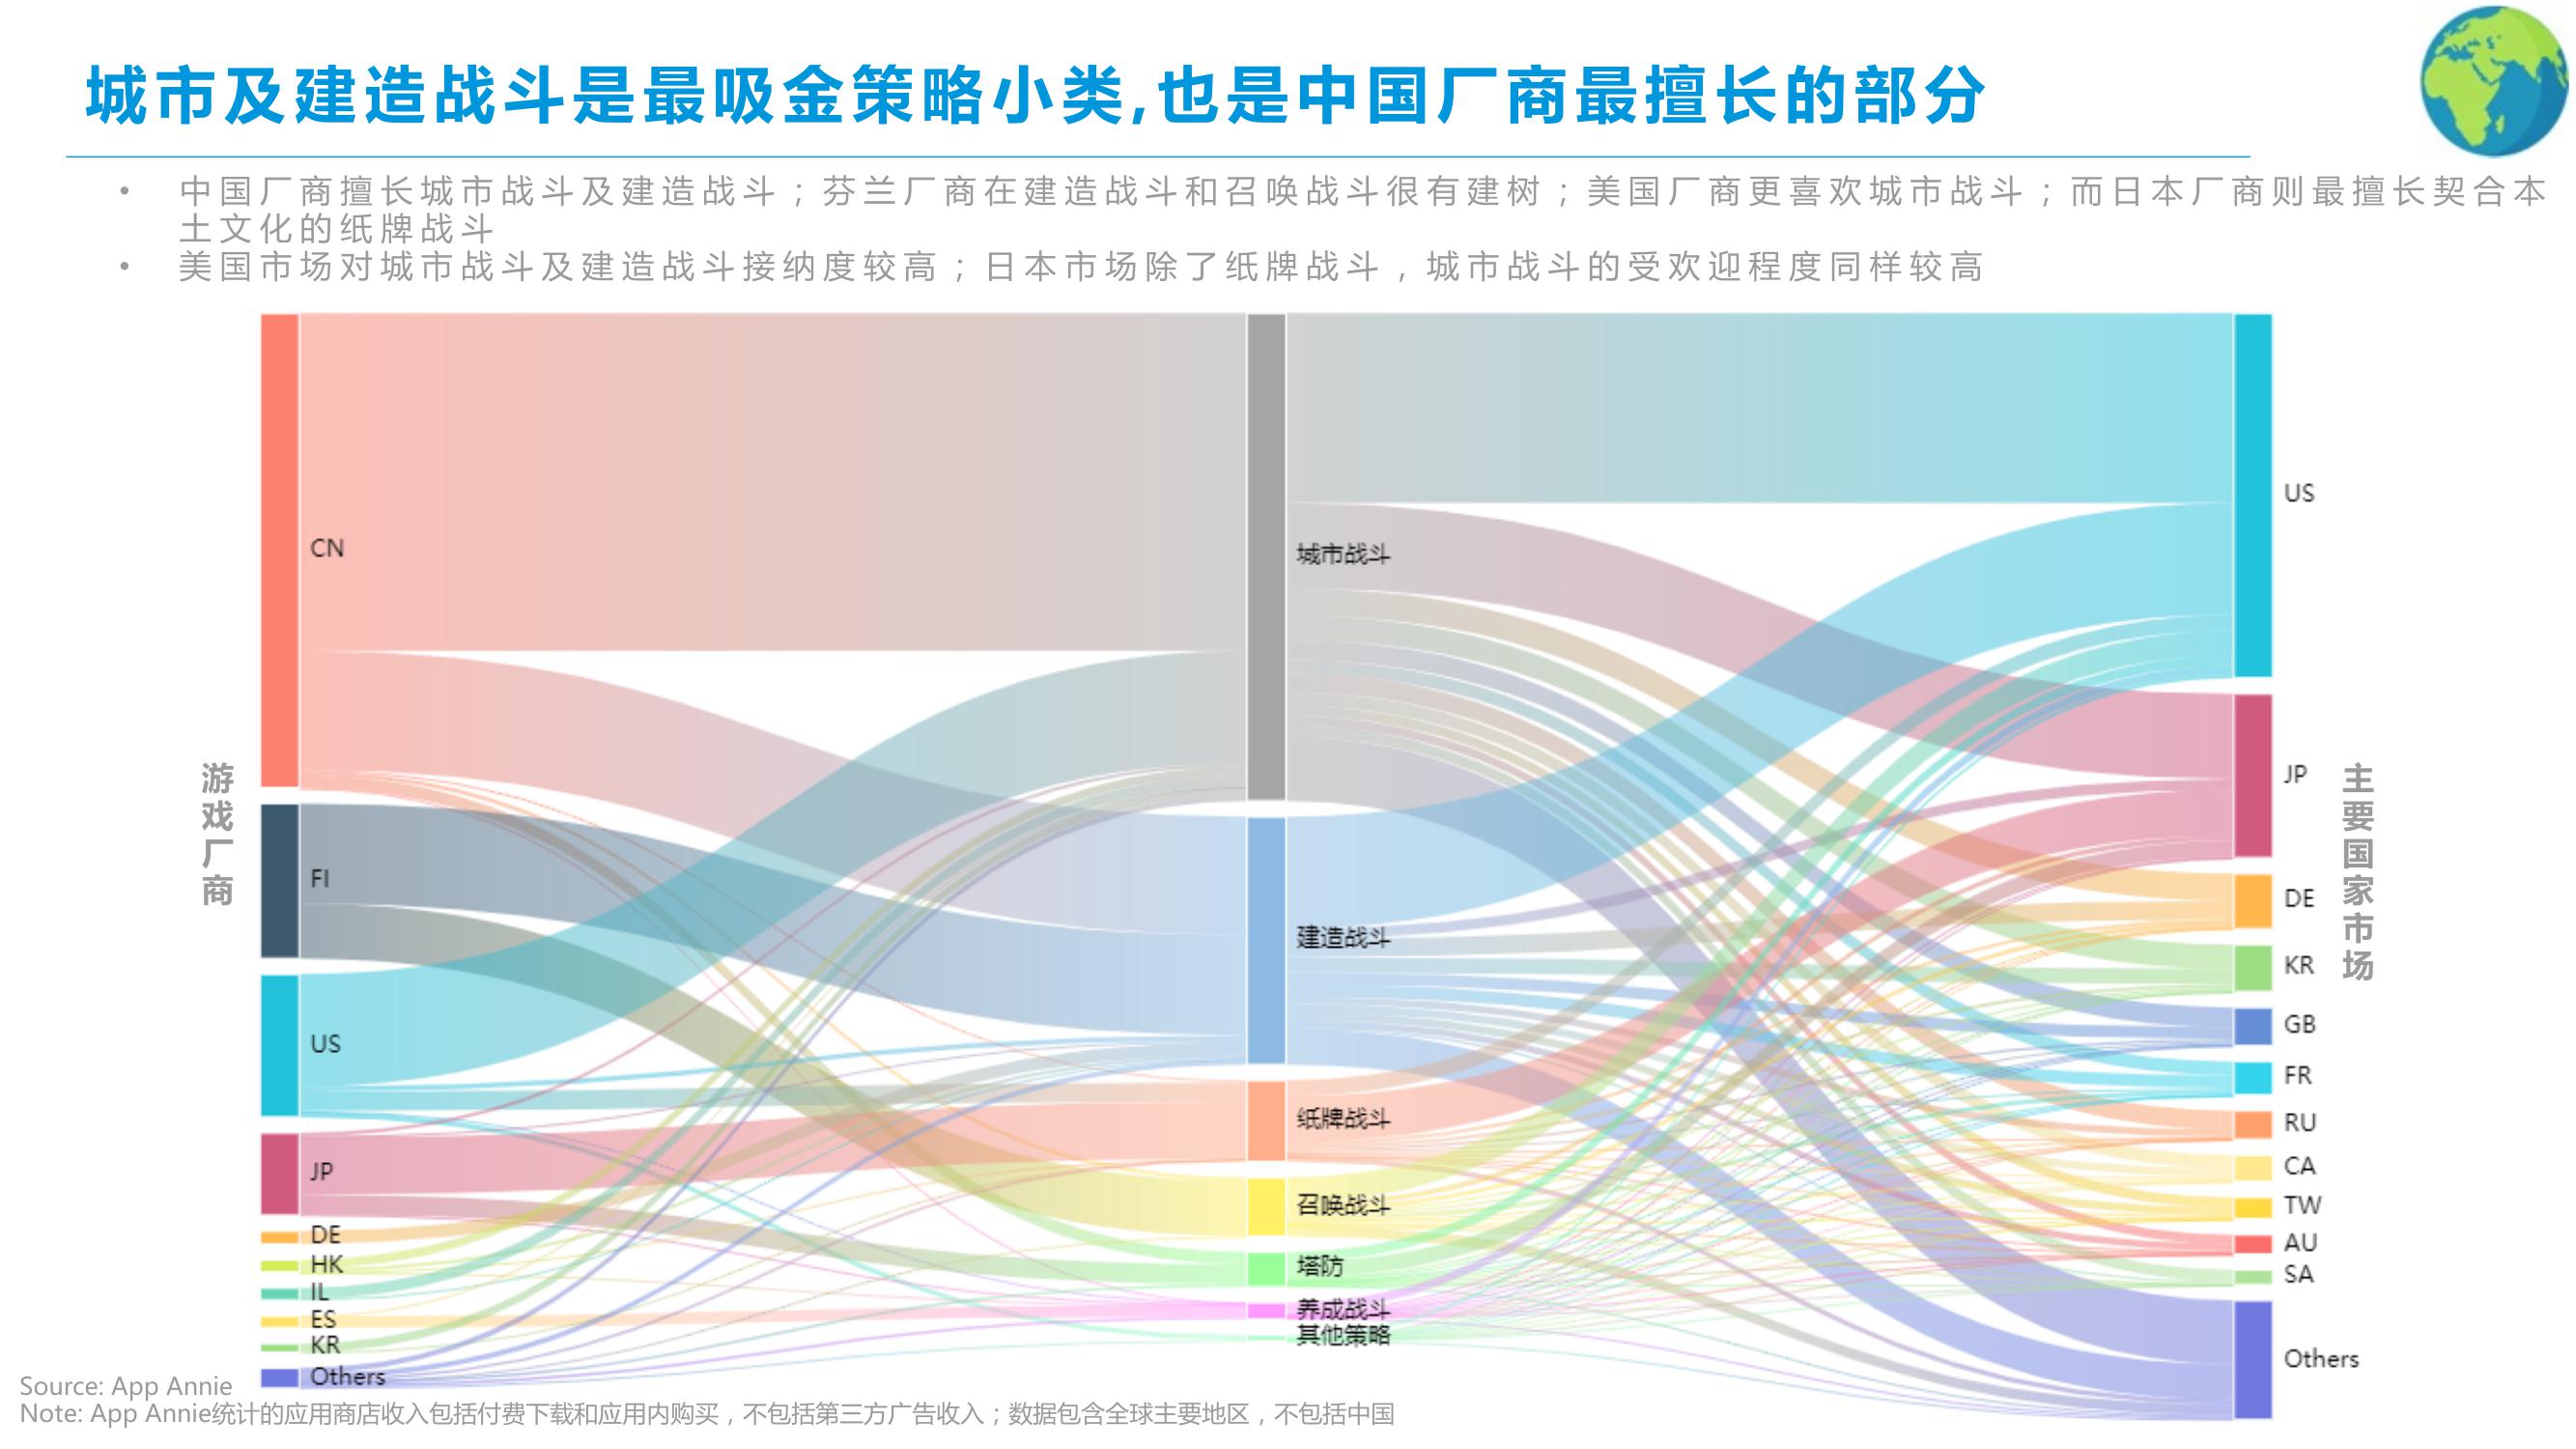 城市及建造战斗是最吸金策略小类,也是中国厂商最擅长的部分
• 中国厂商擅长城市战斗及建造战斗；芬兰厂商在建造战斗和召唤战斗很有建树；美国厂商更喜欢城市战斗；而日本厂商则最擅长契合本
土文化的纸牌战斗
• 美国市场对城市战斗及建造战斗接纳度较高；日本市场除了纸牌战斗，城市战斗的受欢迎程度同样较高
游戏厂商
CN
FI
US
JP
DE
HK
IL
ES
KR
Others
城市战斗
建造战斗
纸牌战斗
召唤战斗
塔防
养成战斗
其他策略
US
JP
DE
KR
GB
FR
RU
CA
TW
AU
SA
Others
主要国家市场
Source: App Annie
Note: App Annie统计的应用商店收入包括付费下载和应用内购买，不包括第三方广告收入；数据包含全球主要地区，不包括中国